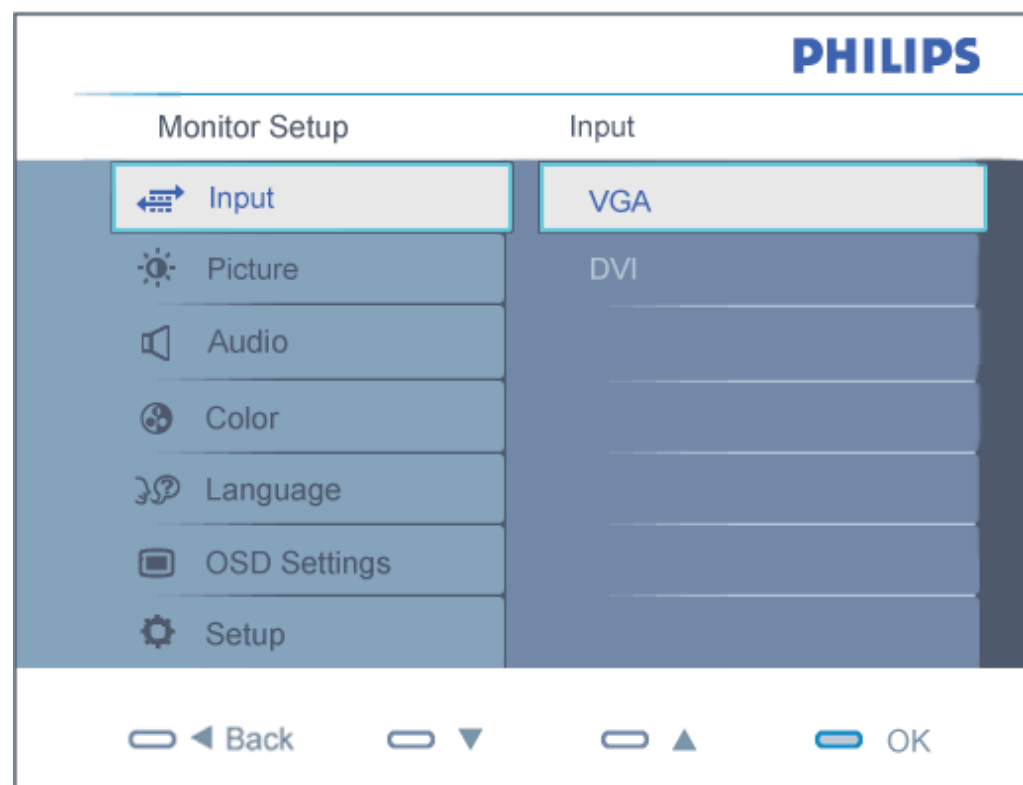 PHILIPS
Monitor Setup Input
Input VGA
Picture DVI
Audio
Color
Language
OSD Settings
Setup
Back OK